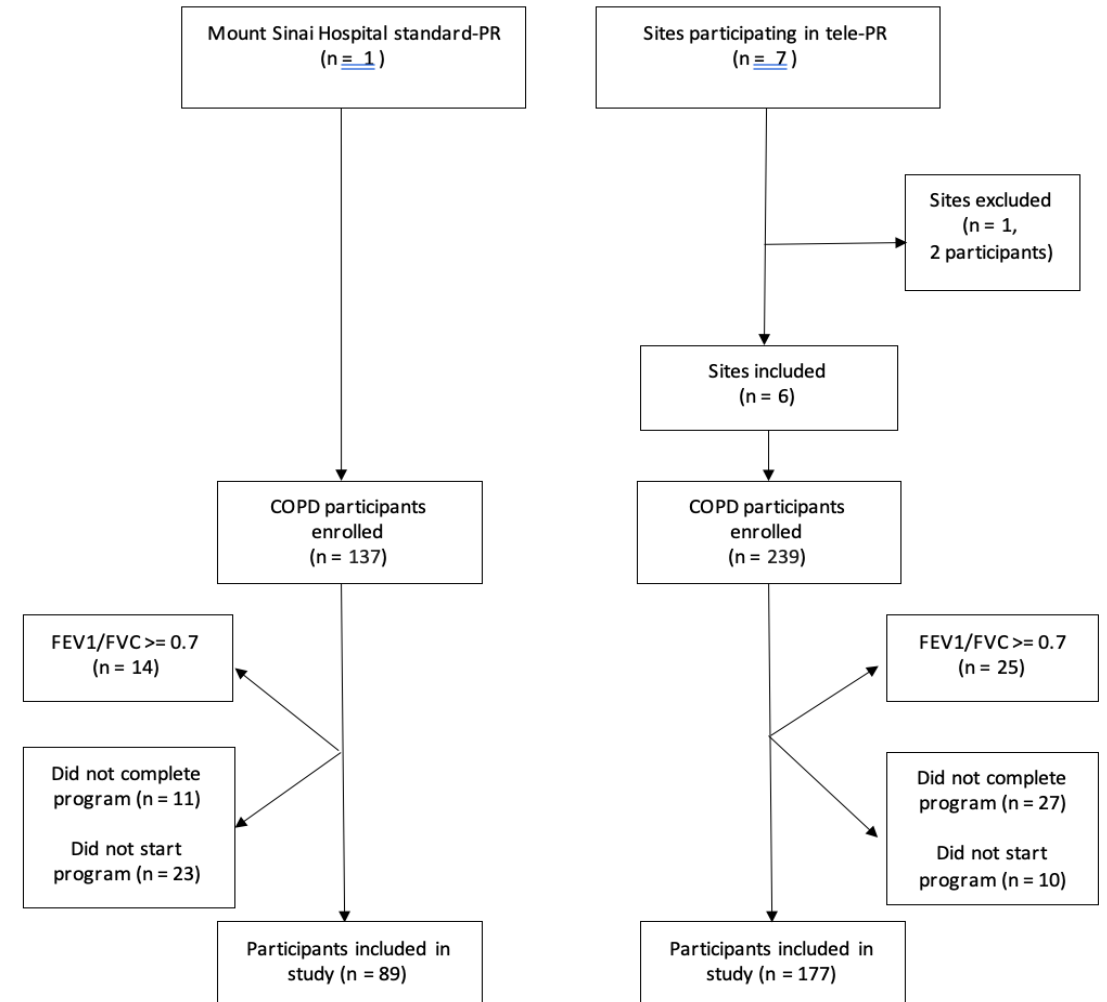 Mount Sinai Hospital standard-PR
(n = 1 )
Sites participating in tele-PR
(n = 7 )
Sites excluded
(n = 1,
2 participants)
Sites included
(n = 6)
COPD participants
enrolled
(n = 137)
COPD participants
enrolled
(n = 239)
FEV1/FVC >= 0.7
(n = 14)
FEV1/FVC >= 0.7
(n = 25)
Did not complete
program (n = 11)
Did not start
program (n = 23)
Did not complete
program (n = 27)
Did not start
program (n = 10)
Participants included in
study (n = 89)
Participants included in
study (n = 177)